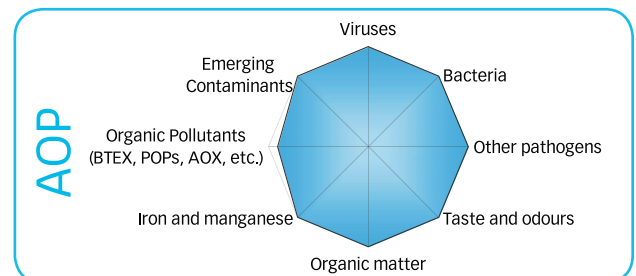 AOP
Viruses
Emerging
Contaminants
Bacteria
Organic Pollutants
(BTEX, POPs, AOX, etc.)
Other pathogens
Iron and manganese
Taste and odours
Organic matter